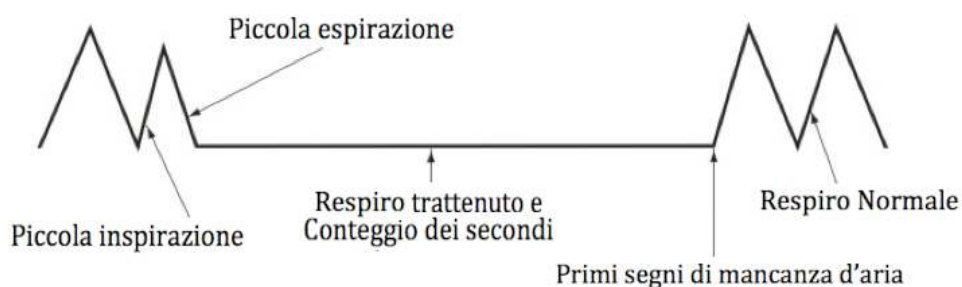 Piccola espirazione
Respiro trattenuto e
Conteggio dei secondi
Respiro Normale
Piccola inspirazione
Primi segni di mancanza d'aria